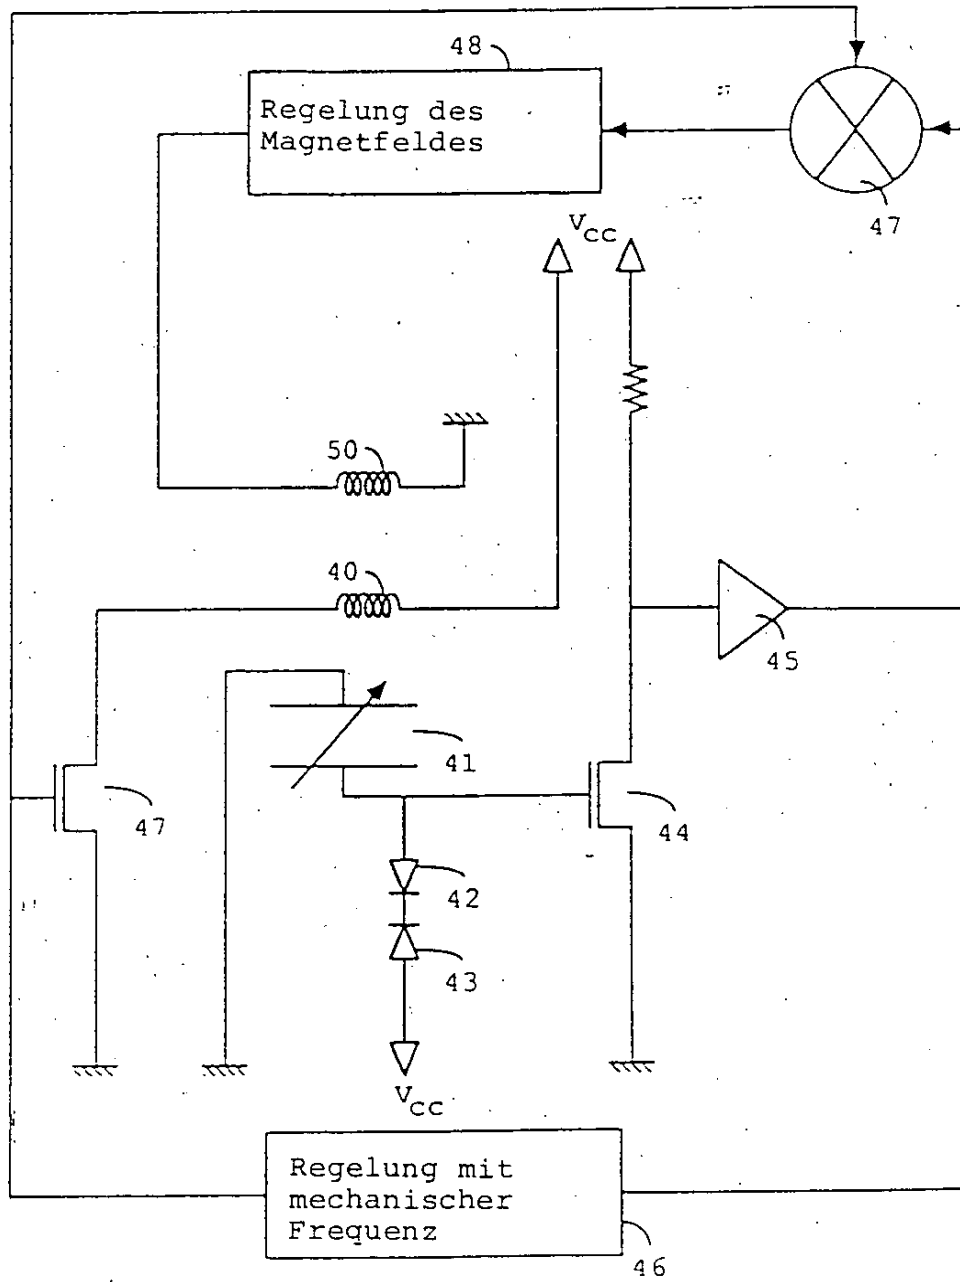 48
Regelung des
Magnetfeldes
47
Vcc
50
40
45
41
47
44
42
43
Vcc
Regelung mit
mechanischer
Frequenz
46